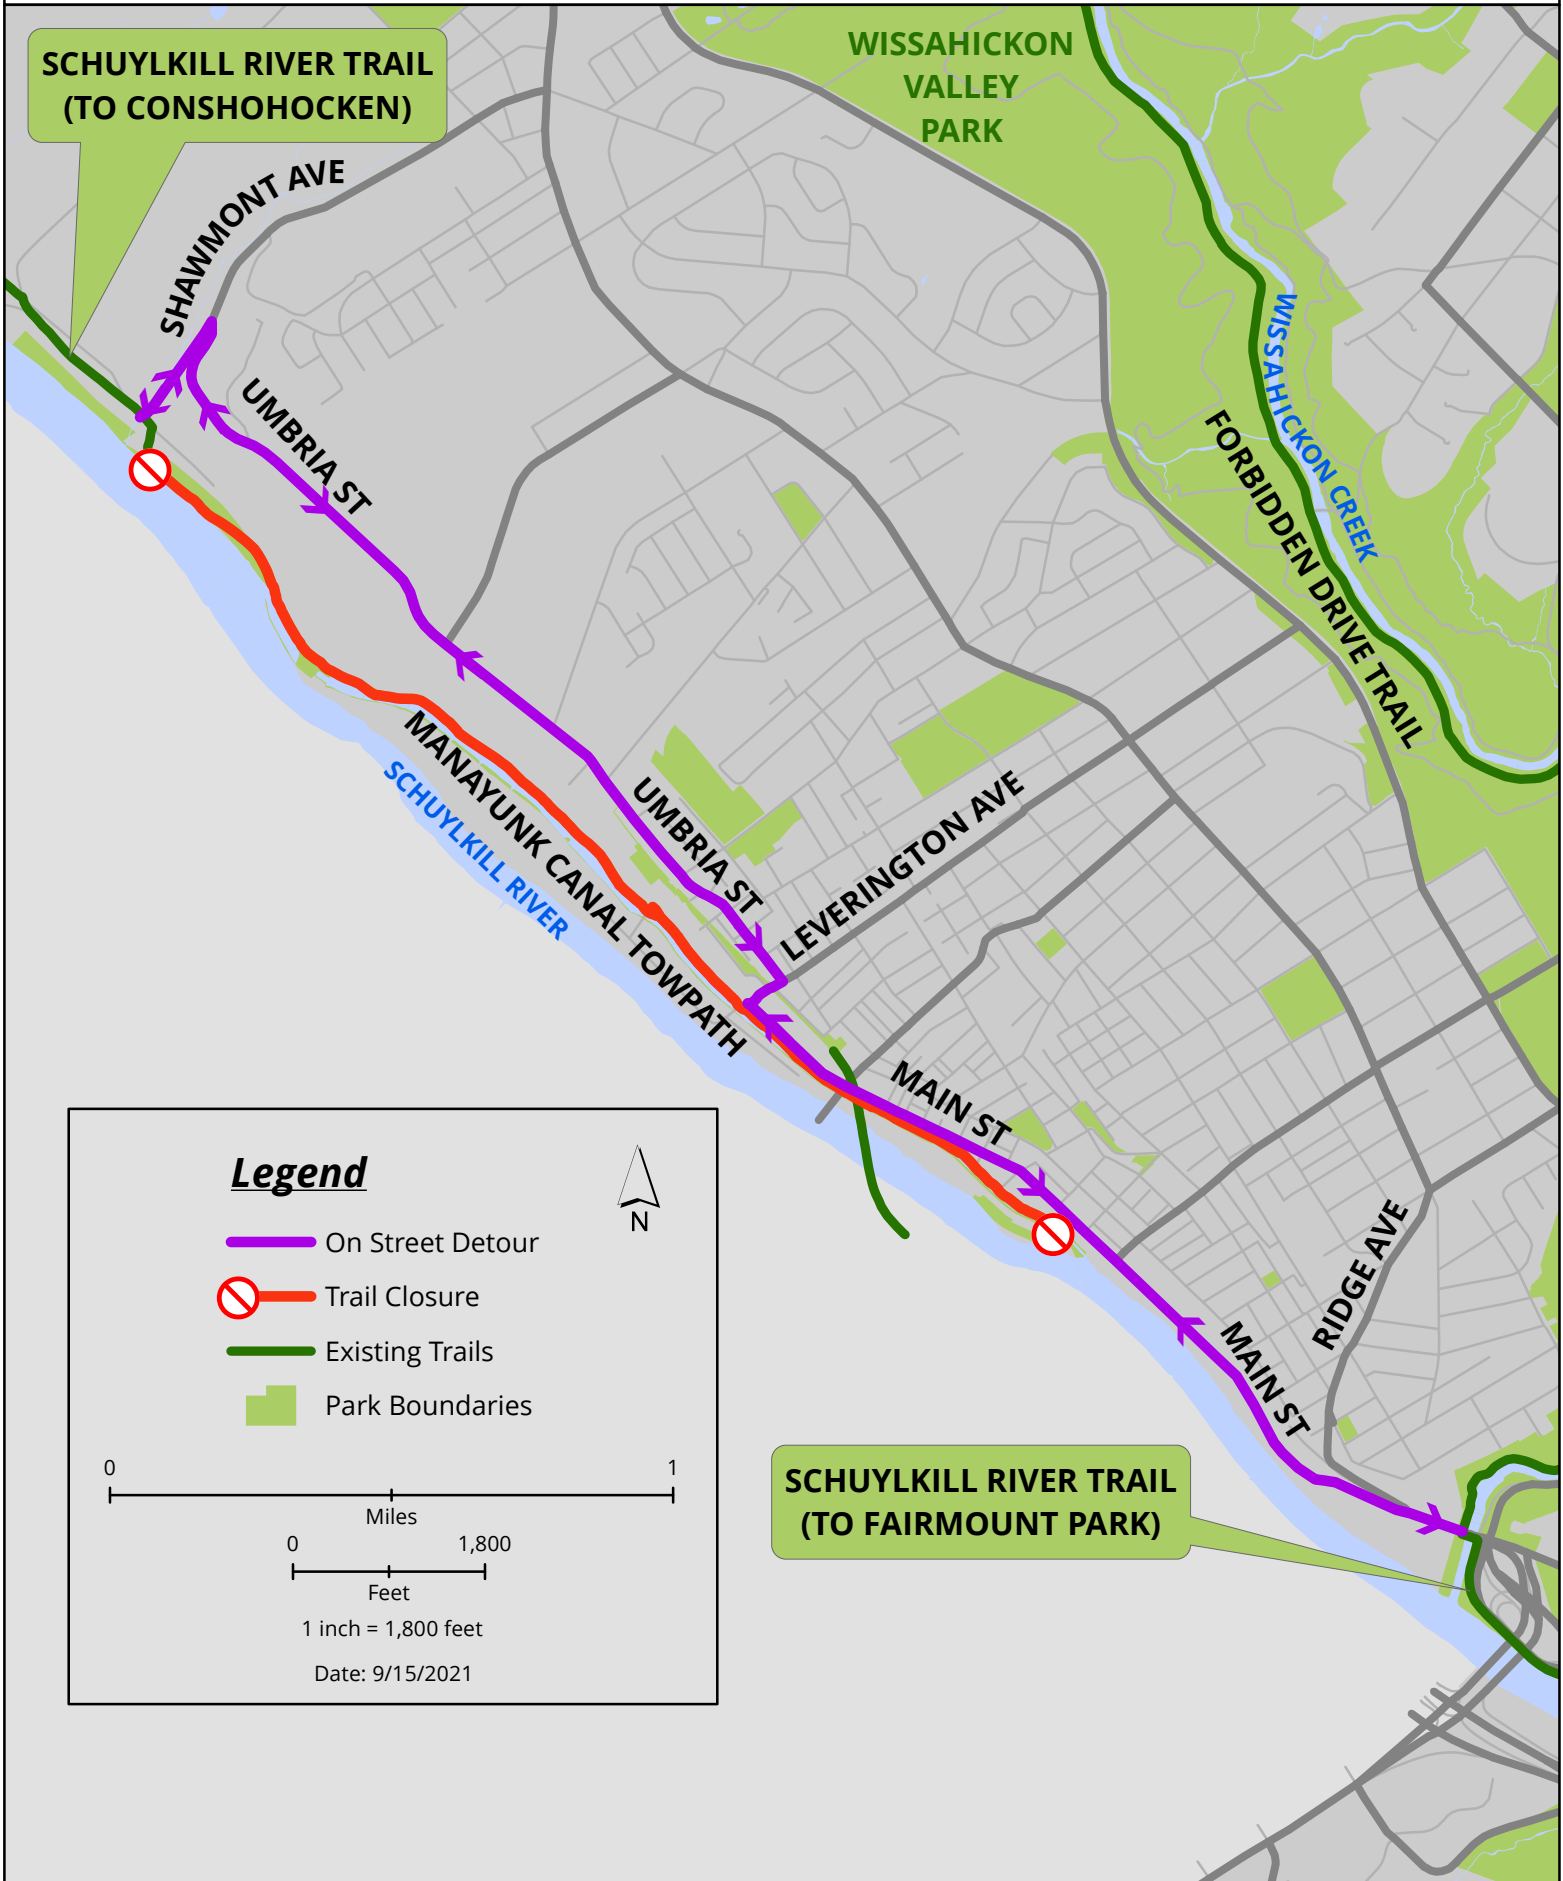 SCHUYLKILL RIVER TRAIL
(TO CONSHOHOCKEN)
WISSAHICKON
VALLEY
PARK
SHAWMONT AVE
UMBRIA ST
WISSAHICKON CREEK
FORBIDDEN DRIVE TRAIL
MANAYUNK CANAL TOWPATH
SCHUYLKILL RIVER
UMBRIA ST
LEVERINGTON AVE
MAIN ST
RIDGE AVE
MAIN ST
SCHUYLKILL RIVER TRAIL
(TO FAIRMOUNT PARK)
Legend
N
On Street Detour
Trail Closure
Existing Trails
Park Boundaries
0 1
Miles
0 1,800
Feet
1 inch = 1,800 feet
Date: 9/15/2021